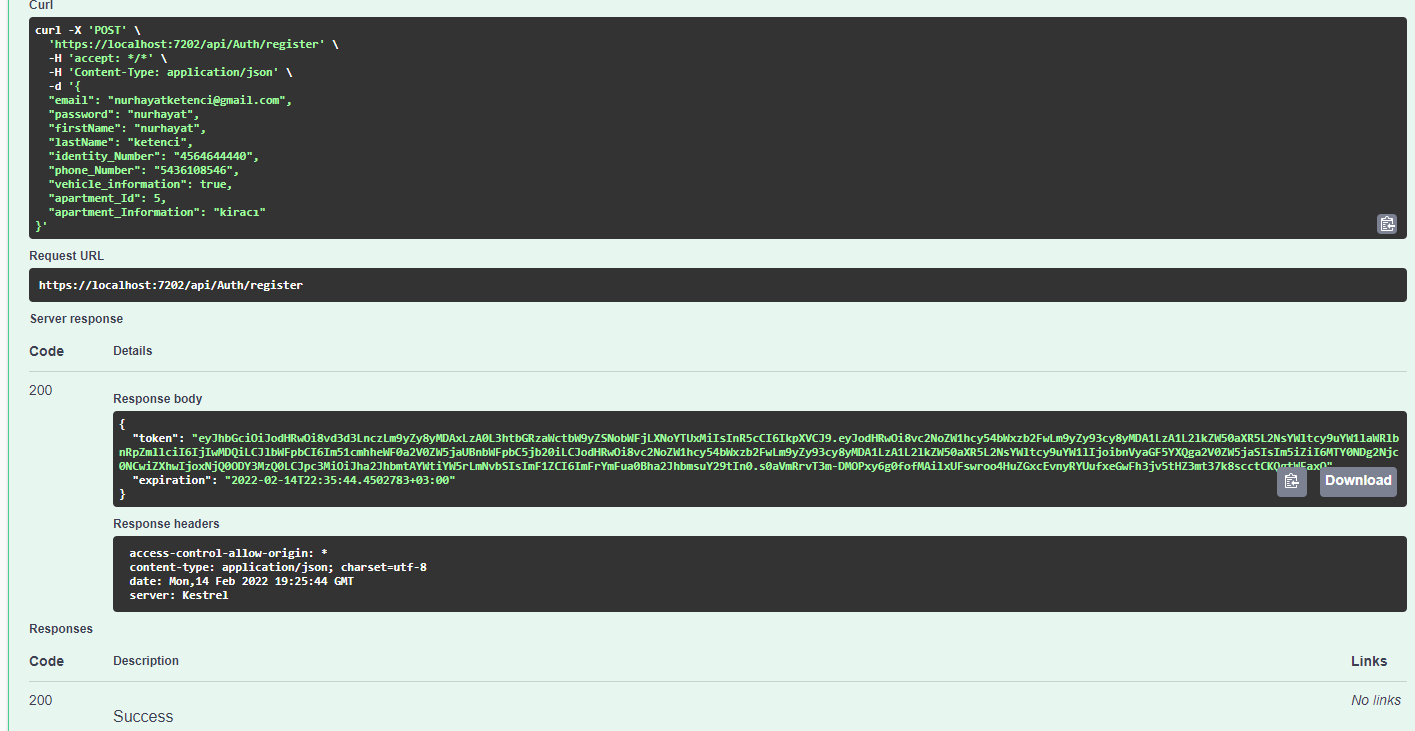 Curl
curl -X 'POST' \
'https://localhost:7202/api/Auth/register' \
-H 'accept: */*' \
-H 'Content-Type: application/json' \
-d '{
"email": "nurhayatketenci@gmail.com",
"password": "nurhayat",
"firstName": "nurhayat",
"lastName": "ketenci",
"identity_Number": "4564644440",
"phone_Number": "5436108546",
"vehicle_information": true,
"apartment_Id": 5,
"apartment_Information": "kiracı"
}'
Request URL
https://localhost:7202/api/Auth/register
Server response
Code Details
200
Response body
{
"token":
"expiration": "2022-02-14T22:35:44.4502783+03:00"
}
Download
Response headers
access-control-allow-origin: *
content-type: application/json; charset=utf-8
date: Mon,14 Feb 2022 19:25:44 GMT
server: Kestrel
Responses
Code Description Links
200 No links
Success